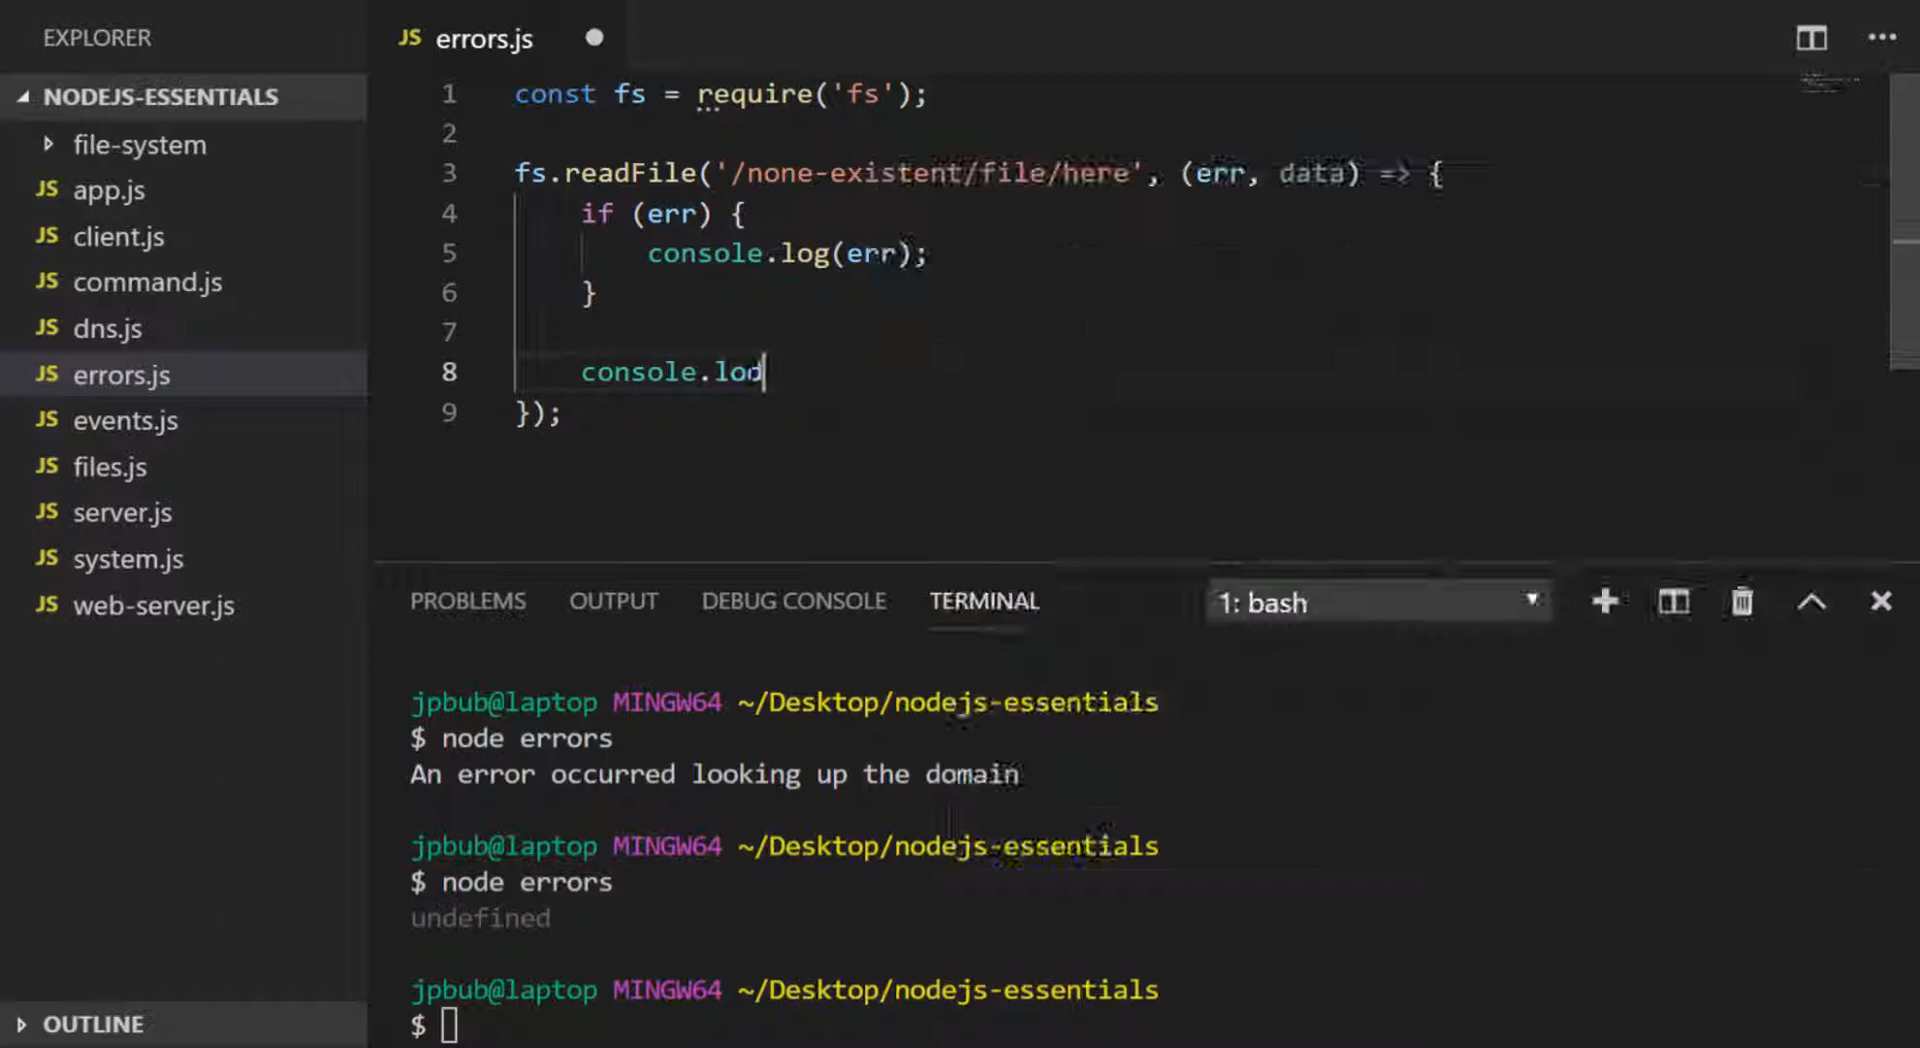 EXPLORER
NODEJS-ESSENTIALS
file-system
JS app.js
JS client.js
JS command.js
JS dns.js
JS errors.js
JS events.js
JS files.js
JS server.js
JS system.js
JS web-server.js
OUTLINE
JS errors.js
1 const fs = require('fs');
2
3 fs.readFile('/none-existent/file/here', (err, data) => {
4 if (err) {
5 console.log(err);
6 }
7
8 console.loo
9 });
PROBLEMS OUTPUT DEBUG CONSOLE TERMINAL 1: bash
jpbub@laptop MINGW64 ~/Desktop/nodejs-essentials
$ node errors
An error occurred looking up the domain
jpbub@laptop MINGW64 ~/Desktop/nodejs-essentials
$ node errors
undefined
jpbub@laptop MINGW64 ~/Desktop/nodejs-essentials
$